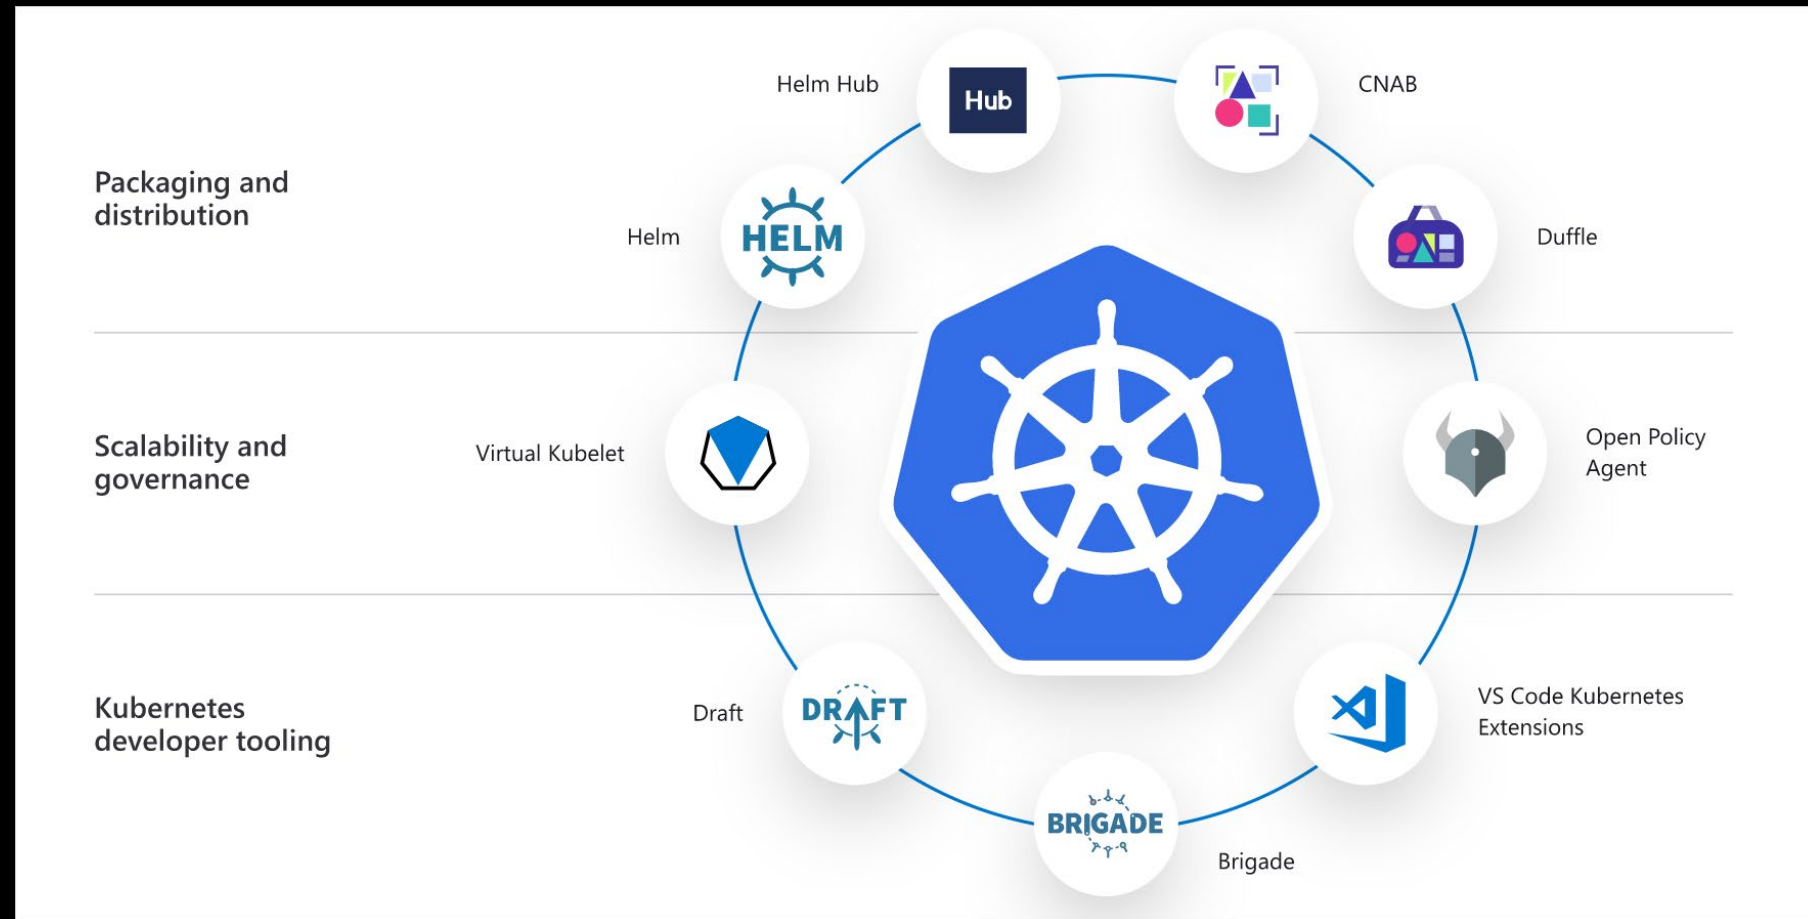 Helm Hub
Hub
CNAB
Packaging and
distribution
Helm
HELM
Duffle
Scalability and
governance
Virtual Kubelet
Open Policy
Agent
Kubernetes
developer tooling
Draft
DRAFT
VS Code Kubernetes
Extensions
BRIGADE
Brigade